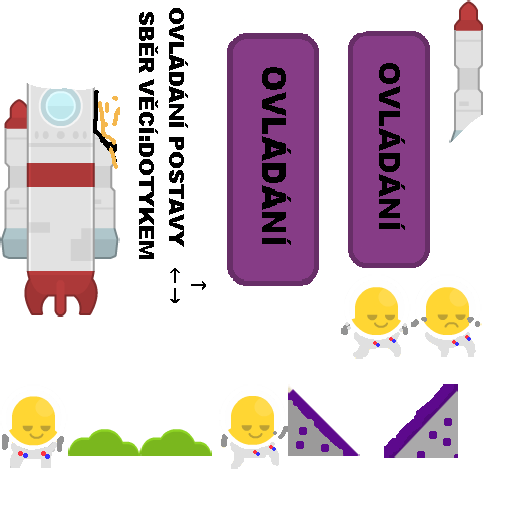 OVLÁDÁNÍ POSTAVY ↑ ↓ →
SBĚR VĚCÍ:DOTYKEM
OVLÁDÁNÍ
OVLÁDÁNÍ